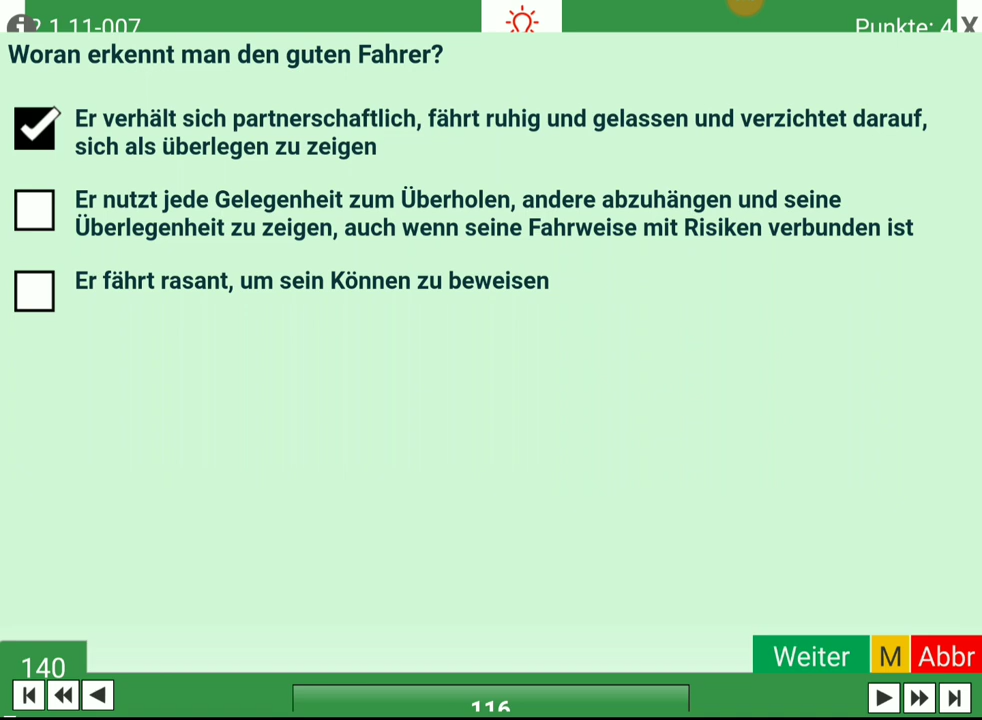 2.1.11-007
Punkte: 4 X
Woran erkennt man den guten Fahrer?
Er verhält sich partnerschaftlich, fährt ruhig und gelassen und verzichtet darauf,
sich als überlegen zu zeigen
Er nutzt jede Gelegenheit zum Überholen, andere abzuhängen und seine
Überlegenheit zu zeigen, auch wenn seine Fahrweise mit Risiken verbunden ist
Er fährt rasant, um sein Können zu beweisen
140
Weiter M Abbr
116